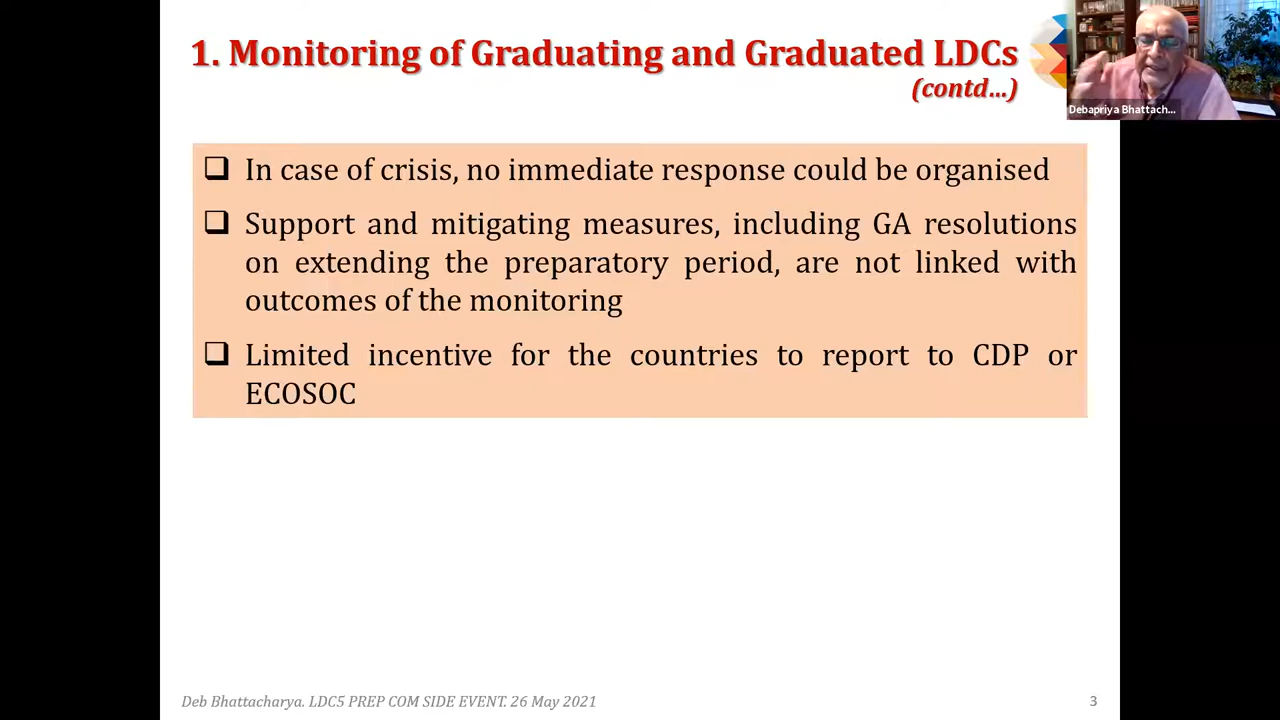 1. Monitoring of Graduating and Graduated LDCs
(contd...)
Debapriya Bhattach...
❑ In case of crisis, no immediate response could be organised
❑ Support and mitigating measures, including GA resolutions
on extending the preparatory period, are not linked with
outcomes of the monitoring
❑ Limited incentive for the countries to report to CDP or
ECOSOC
Deb Bhattacharya. LDC5 PREP COM SIDE EVENT. 26 May 2021
3